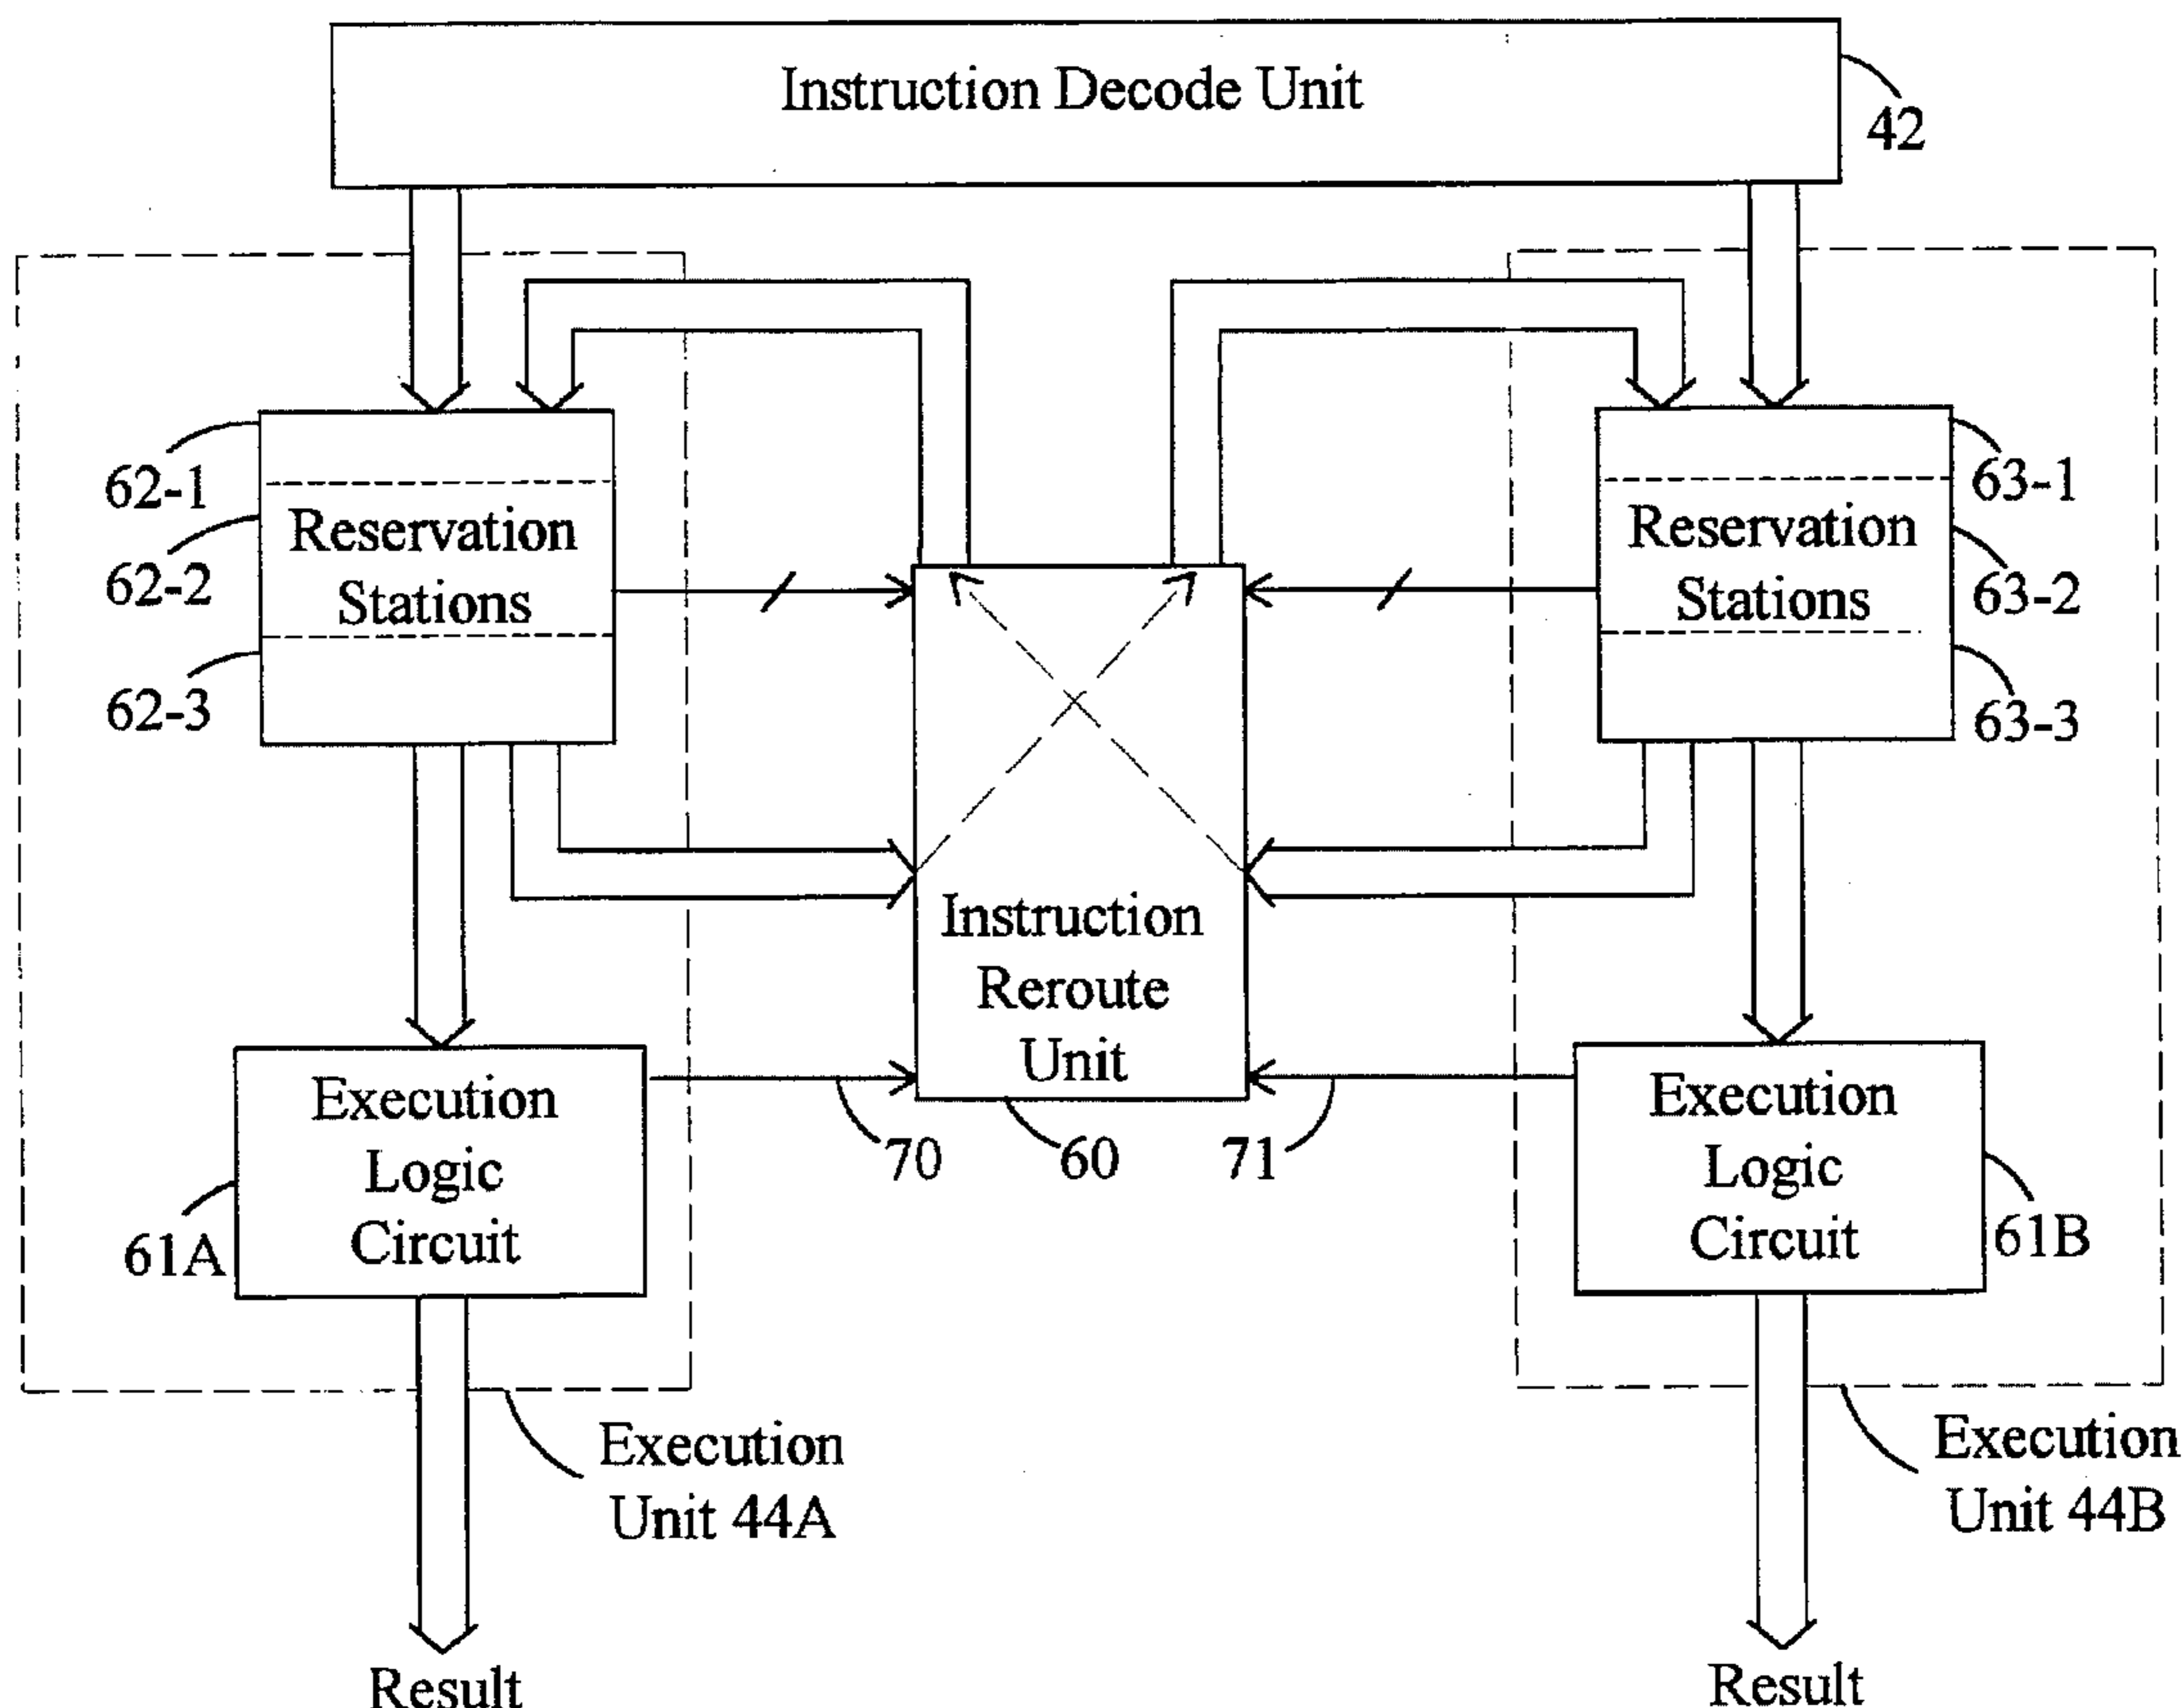 Instruction Decode Unit
42
62-1
62-2
62-3
Reservation
Stations
63-1
63-2
63-3
Reservation
Stations
Instruction
Reroute
Unit
Execution
Logic
Circuit
61A
70
60
71
Execution
Logic
Circuit
61B
Execution
Unit 44A
Execution
Unit 44B
Result
Result